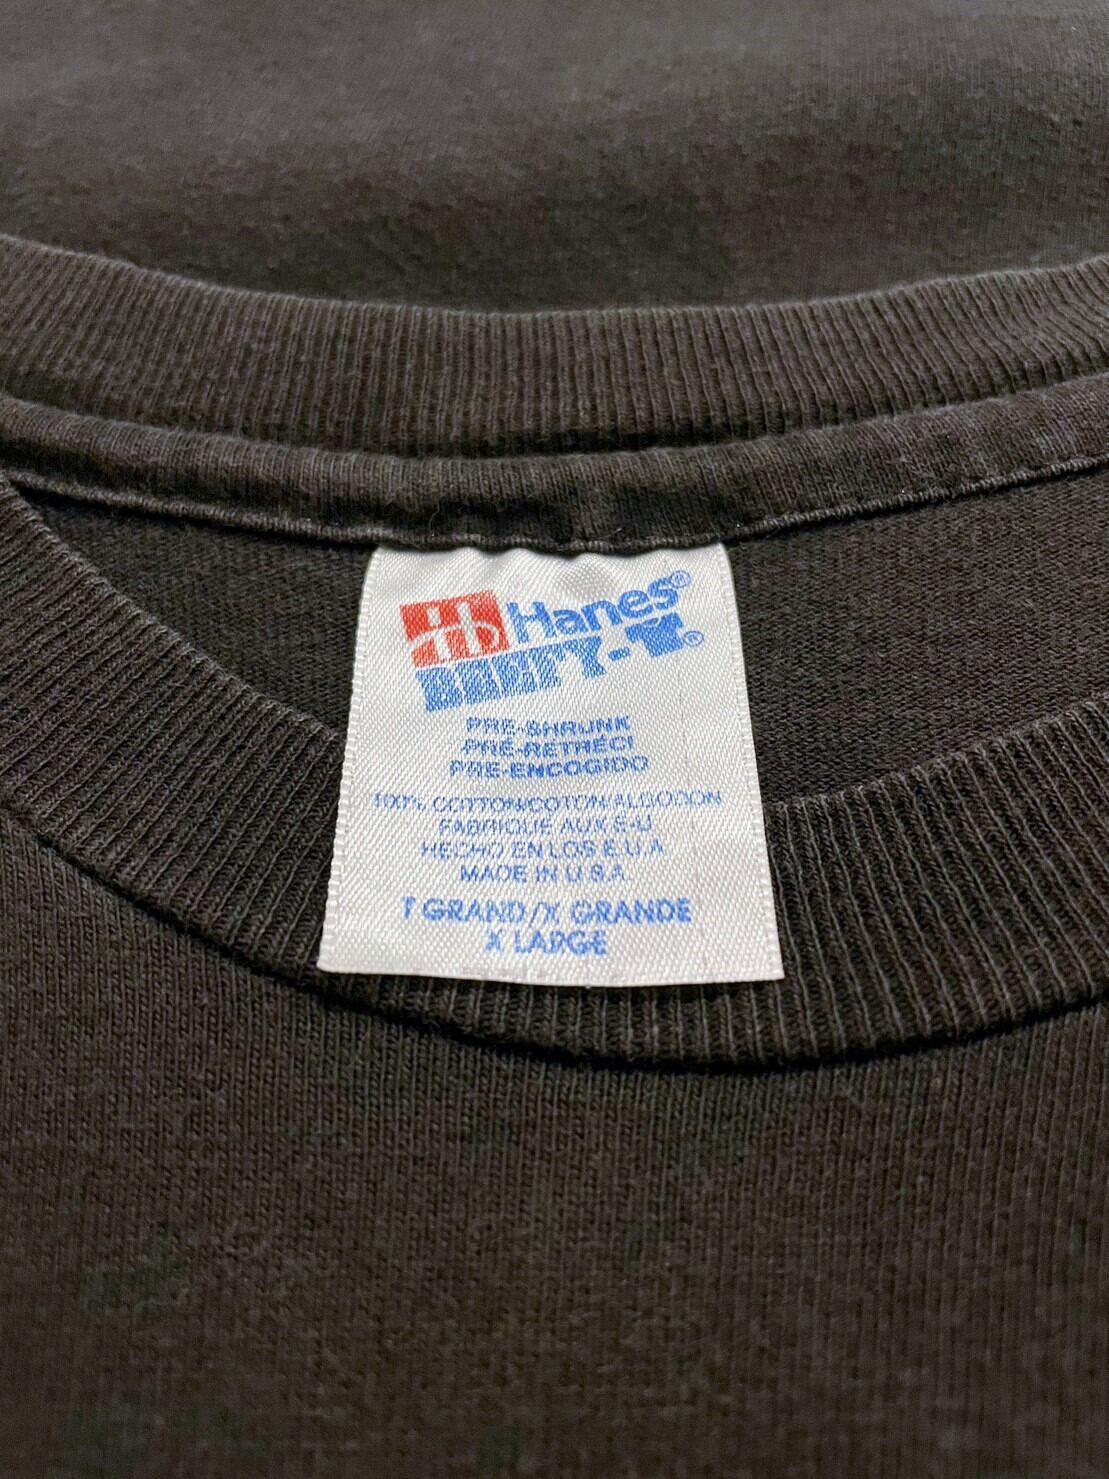 Hanes®
BEEFY-T®
PRE-SHRUNK
PRÉ-RETRÉCI
PRE-ENCOGIDO
100% COTTON/COTON/ALGODON
FABRIQUE AUX É-U
HECHO EN LOS E.U.A.
MADE IN U.S.A.
T GRAND/X GRANDE
X LARGE